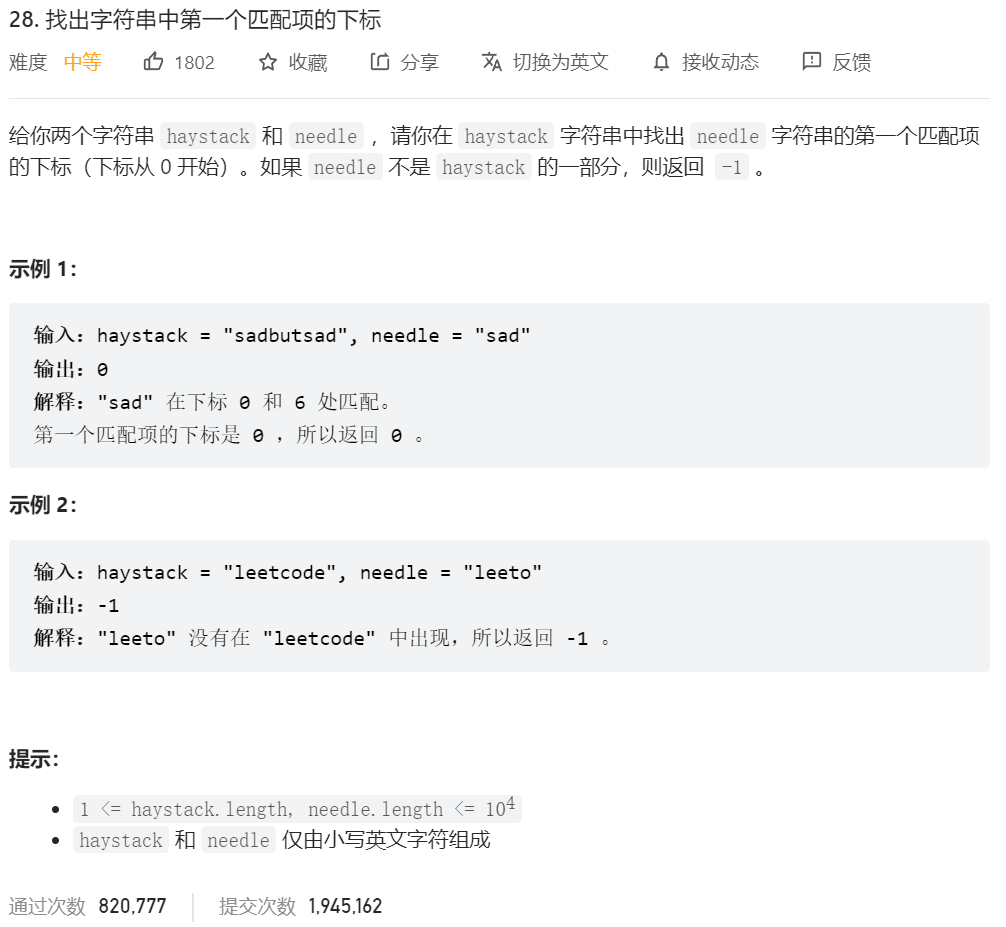 28. 找出字符串中第一个匹配项的下标
难度 中等 1802 收藏 分享 切换为英文 接收动态 反馈
给你两个字符串 haystack 和 needle ，请你在 haystack 字符串中找出 needle 字符串的第一个匹配项
的下标（下标从 0 开始）。如果 needle 不是 haystack 的一部分，则返回 -1 。
示例 1：
输入：haystack = "sadbutsad", needle = "sad"
输出：0
解释："sad" 在下标 0 和 6 处匹配。
第一个匹配项的下标是 0 ，所以返回 0 。
示例 2：
输入：haystack = "leetcode", needle = "leeto"
输出：-1
解释："leeto" 没有在 "leetcode" 中出现，所以返回 -1 。
提示：
• 1 <= haystack.length, needle.length <= 10⁴
• haystack 和 needle 仅由小写英文字符组成
通过次数 820,777 提交次数 1,945,162